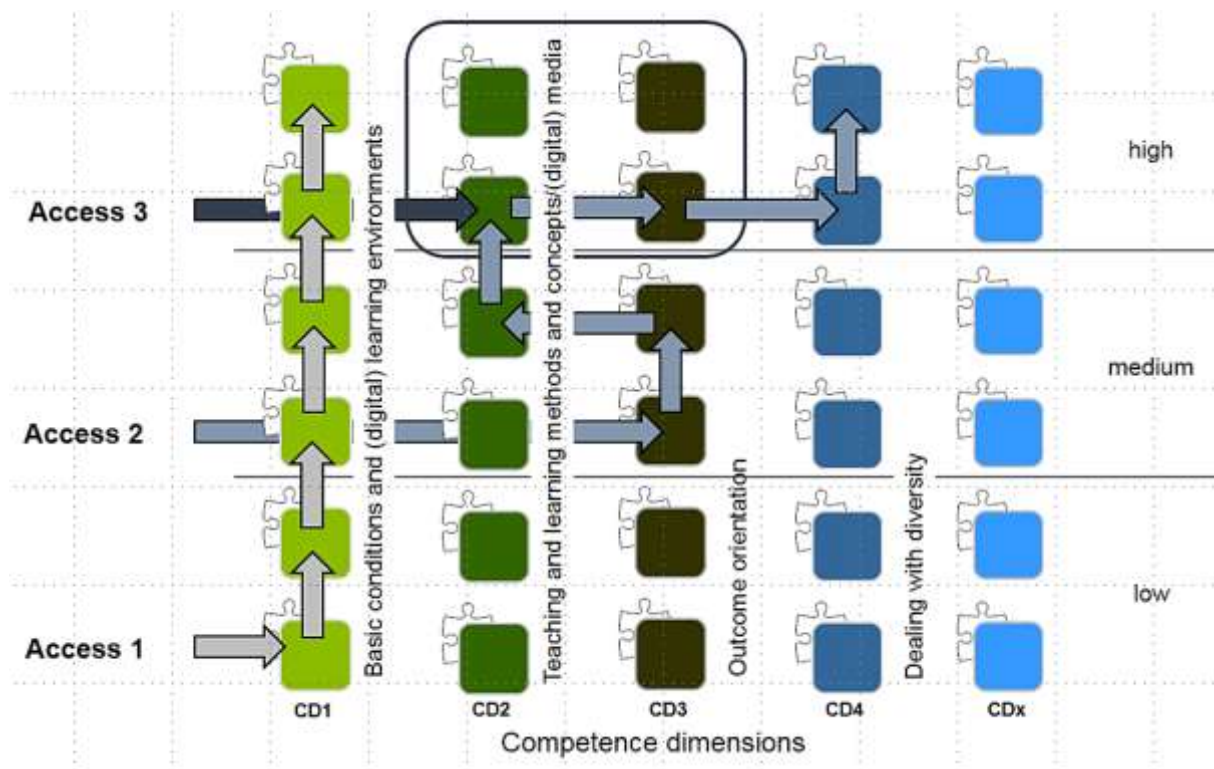 high
Access 3
medium
Access 2
low
Access 1
Basic conditions and (digital) learning environments
Teaching and learning methods and concepts/(digital) media
Outcome orientation
Dealing with diversity
CD1
CD2
CD3
CD4
CDx
Competence dimensions